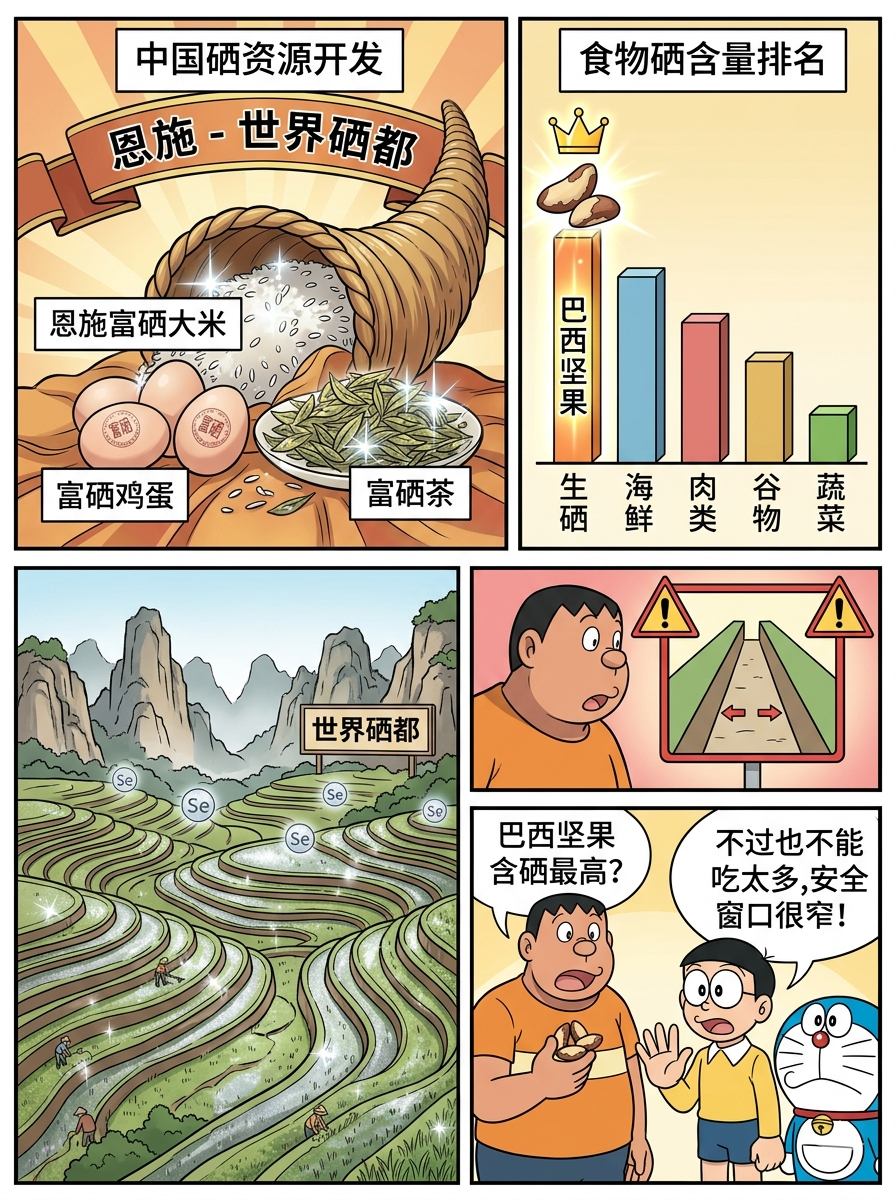 中国硒资源开发
恩施 - 世界硒都
恩施富硒大米
富硒
富硒
富硒鸡蛋
富硒茶
食物硒含量排名
巴西坚果
生硒
海鲜
肉类
谷物
蔬菜
世界硒都
Se
Se
Se
Se
Se
!
!
巴西坚果
含硒最高？
不过也不能
吃太多,安全
窗口很窄！